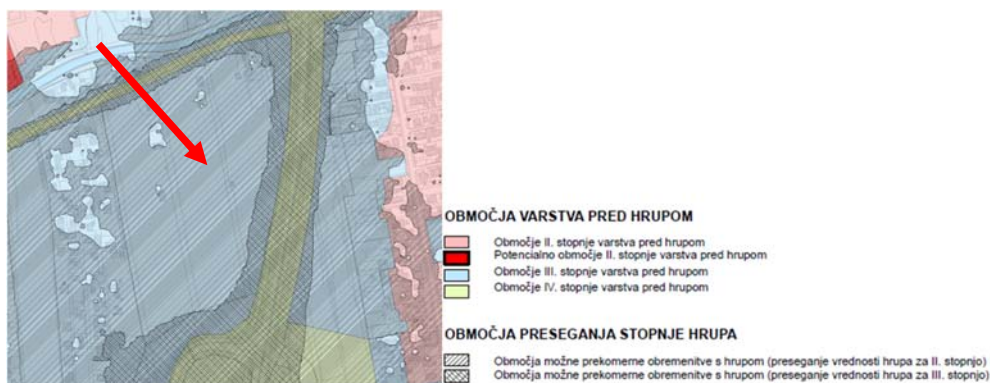 OBMOČJA VARSTVA PRED HRUPOM
Območje II. stopnje varstva pred hrupom
Potencialno območje II. stopnje varstva pred hrupom
Območje III. stopnje varstva pred hrupom
Območje IV. stopnje varstva pred hrupom
OBMOČJA PRESEGANJA STOPNJE HRUPA
Območja možne prekomerne obremenitve s hrupom (preseganje vrednosti hrupa za II. stopnjo)
Območja možne prekomerne obremenitve s hrupom (preseganje vrednosti hrupa za III. stopnjo)